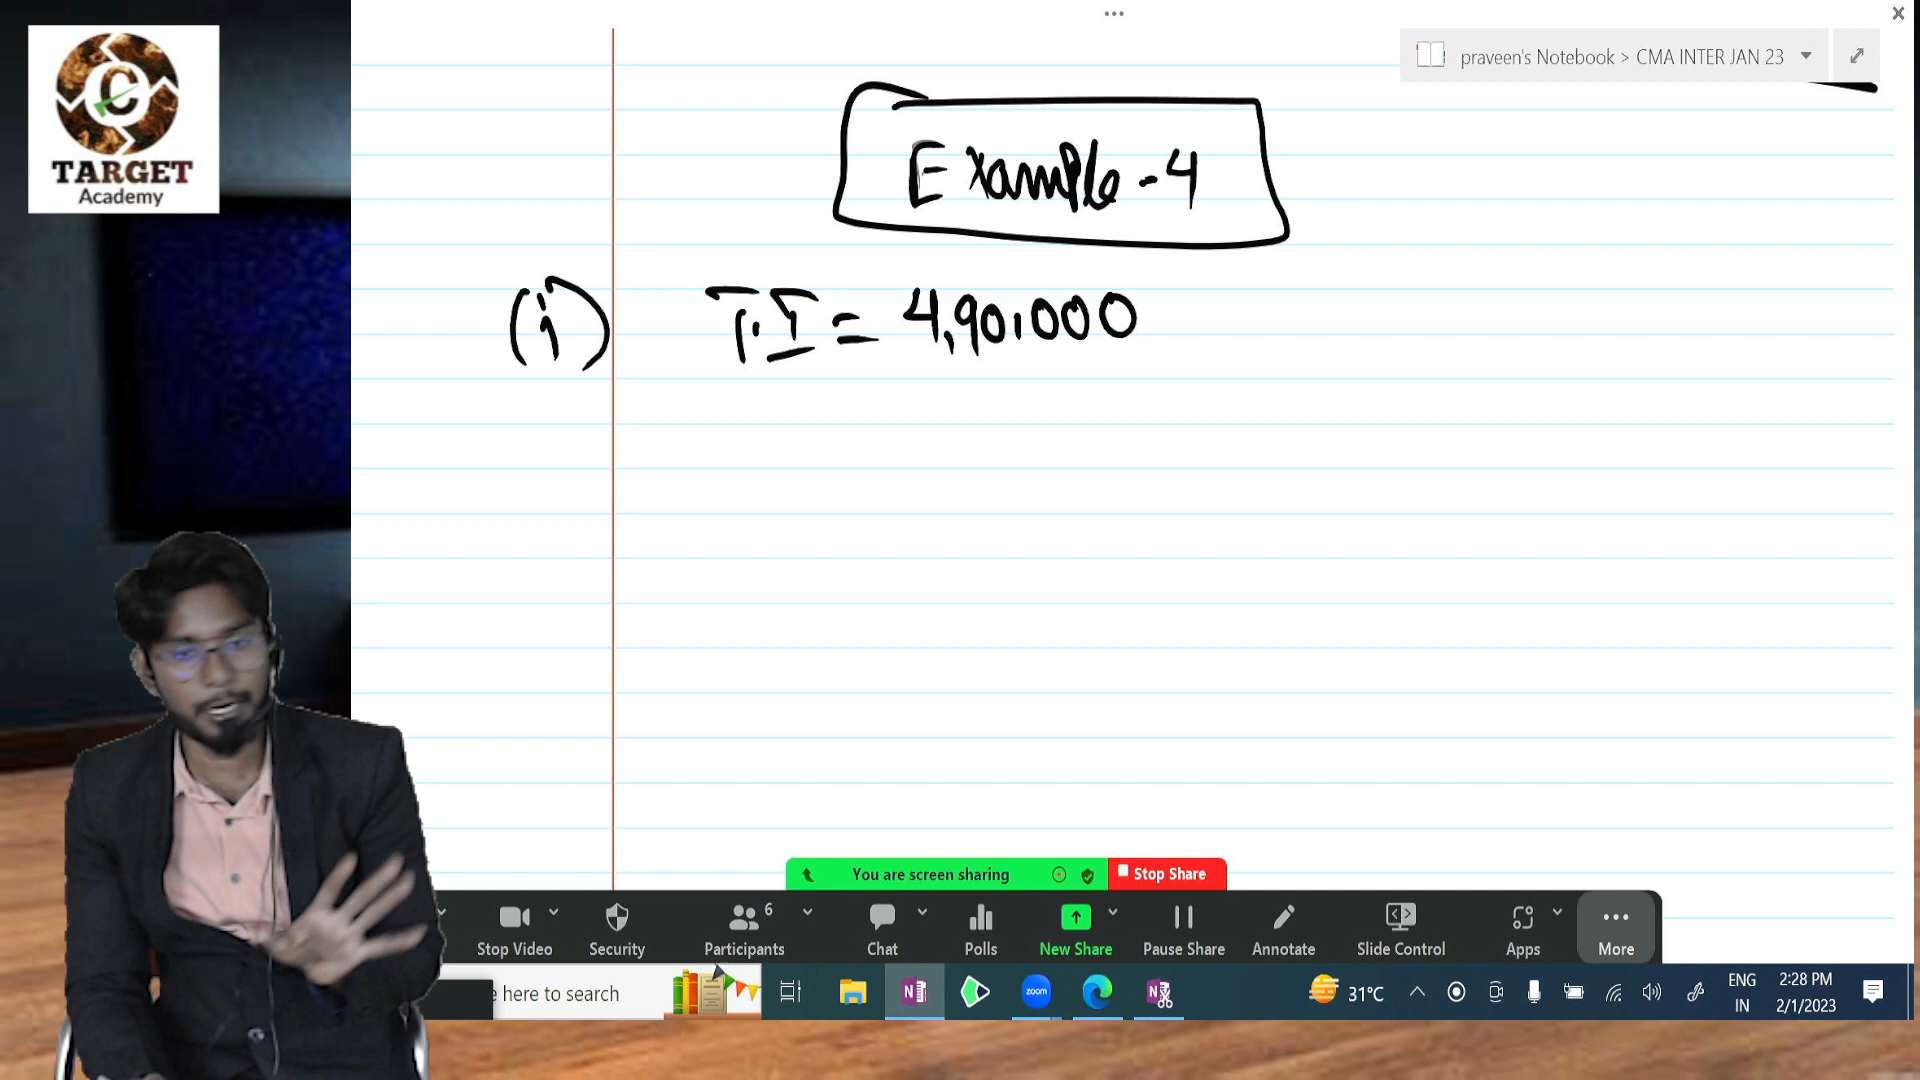 TARGET
Academy
praveen's Notebook > CMA INTER JAN 23
Example - 4
(i) T.I = 4,90,000
You are screen sharing
Stop Share
Stop Video
Security
Participants
6
Chat
Polls
New Share
Pause Share
Annotate
Slide Control
Apps
More
e here to search
zoom
31°C
ENG
IN
2:28 PM
2/1/2023